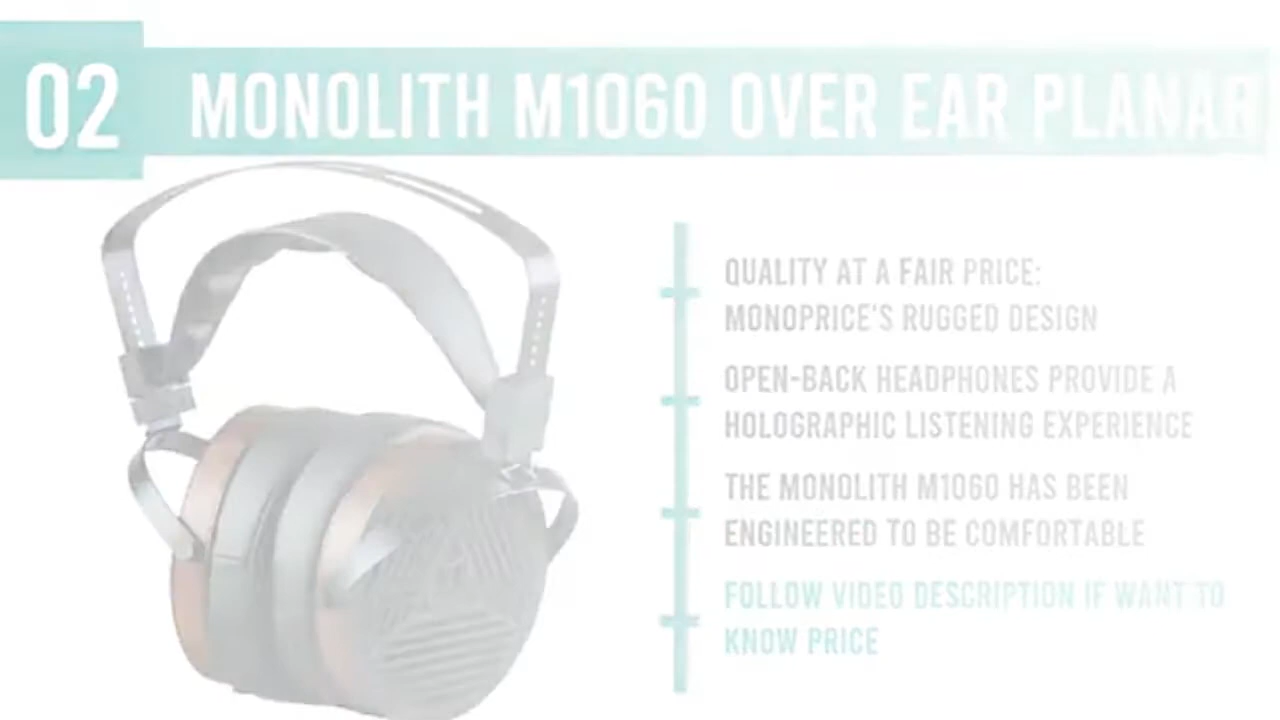 02
MONOLITH M1060 OVER EAR PLANAR
QUALITY AT A FAIR PRICE:
MONOPRICE'S RUGGED DESIGN
OPEN-BACK HEADPHONES PROVIDE A
HOLOGRAPHIC LISTENING EXPERIENCE
THE MONOLITH M1060 HAS BEEN
ENGINEERED TO BE COMFORTABLE
FOLLOW VIDEO DESCRIPTION IF WANT TO
KNOW PRICE